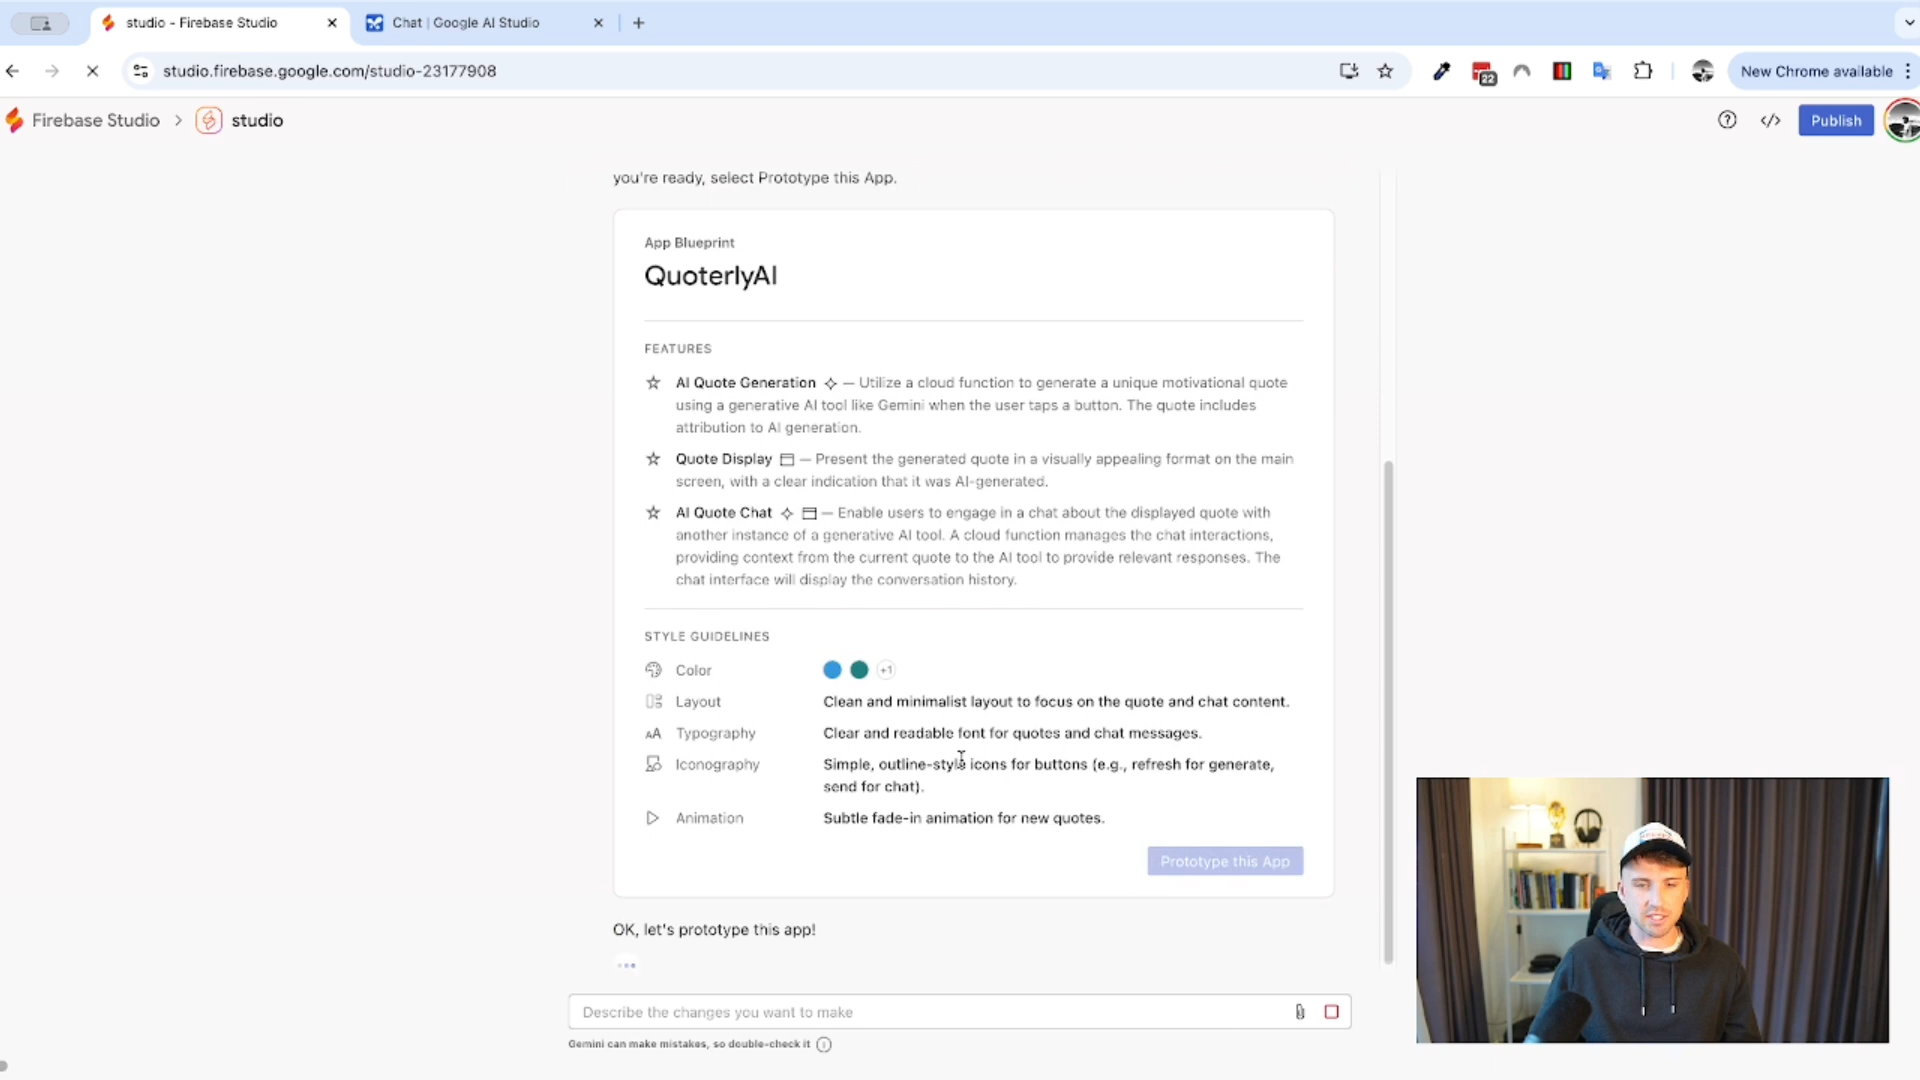 studio - Firebase Studio
Chat | Google AI Studio
studio.firebase.google.com/studio-23177908
22
New Chrome available
Firebase Studio > studio
</>
Publish
you're ready, select Prototype this App.
App Blueprint
QuoterlyAI
FEATURES
AI Quote Generation — Utilize a cloud function to generate a unique motivational quote
using a generative AI tool like Gemini when the user taps a button. The quote includes
attribution to AI generation.
Quote Display — Present the generated quote in a visually appealing format on the main
screen, with a clear indication that it was AI-generated.
AI Quote Chat — Enable users to engage in a chat about the displayed quote with
another instance of a generative AI tool. A cloud function manages the chat interactions,
providing context from the current quote to the AI tool to provide relevant responses. The
chat interface will display the conversation history.
STYLE GUIDELINES
Color +1
Layout Clean and minimalist layout to focus on the quote and chat content.
Typography Clear and readable font for quotes and chat messages.
Iconography Simple, outline-style icons for buttons (e.g., refresh for generate,
send for chat).
Animation Subtle fade-in animation for new quotes.
Prototype this App
OK, let's prototype this app!
Describe the changes you want to make
Gemini can make mistakes, so double-check it